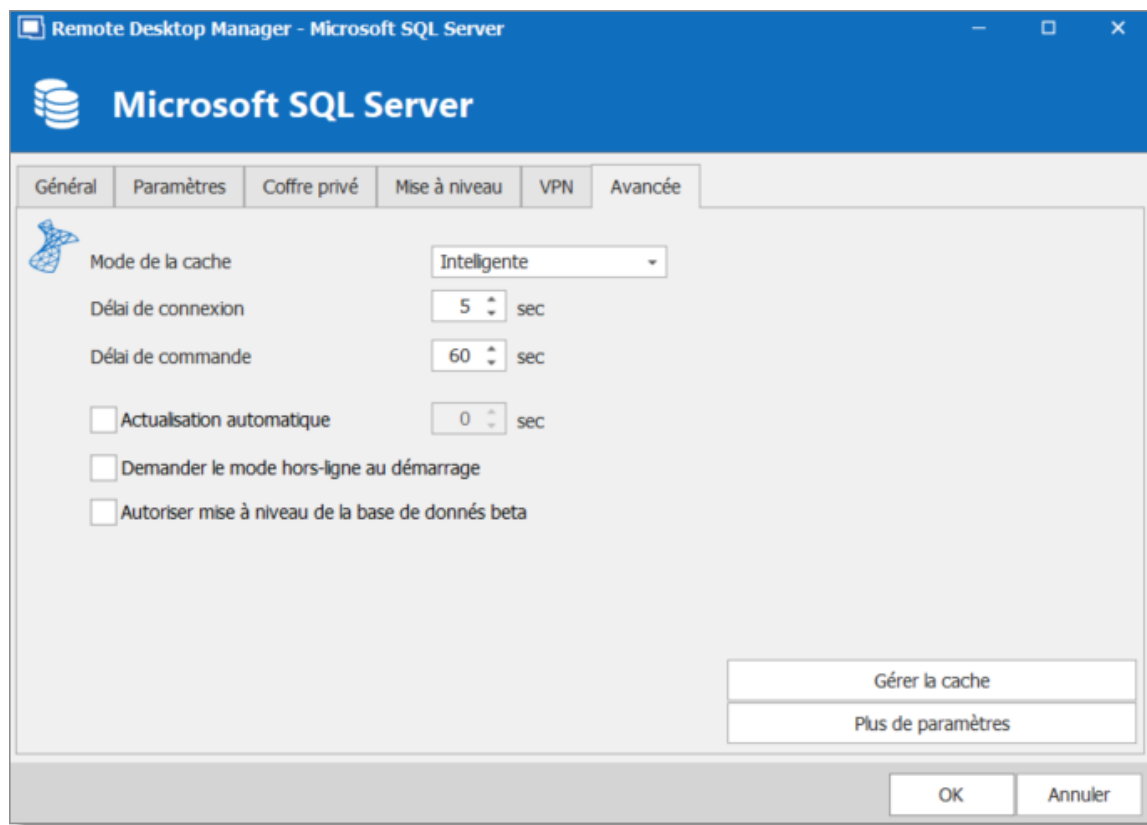 Remote Desktop Manager - Microsoft SQL Server
Microsoft SQL Server
Général Paramètres Coffre privé Mise à niveau VPN Avancée
Mode de la cache Intelligente
Délai de connexion 5 sec
Délai de commande 60 sec
Actualisation automatique 0 sec
Demander le mode hors-ligne au démarrage
Autoriser mise à niveau de la base de donnés beta
Gérer la cache
Plus de paramètres
OK Annuler